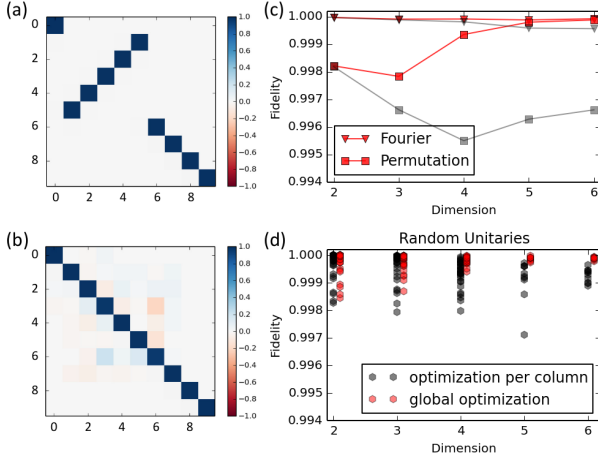 (a)
0
2
4
6
8
0 2 4 6 8
1.0
0.8
0.6
0.4
0.2
0.0
−0.2
−0.4
−0.6
−0.8
−1.0
(c)
Fidelity
1.000
0.999
0.998
0.997
0.996
0.995
0.994
Fourier
Permutation
2 3 4 5 6
Dimension
(b)
0
2
4
6
8
0 2 4 6 8
1.0
0.8
0.6
0.4
0.2
0.0
−0.2
−0.4
−0.6
−0.8
−1.0
(d)
Random Unitaries
Fidelity
1.000
0.999
0.998
0.997
0.996
0.995
0.994
optimization per column
global optimization
2 3 4 5 6
Dimension